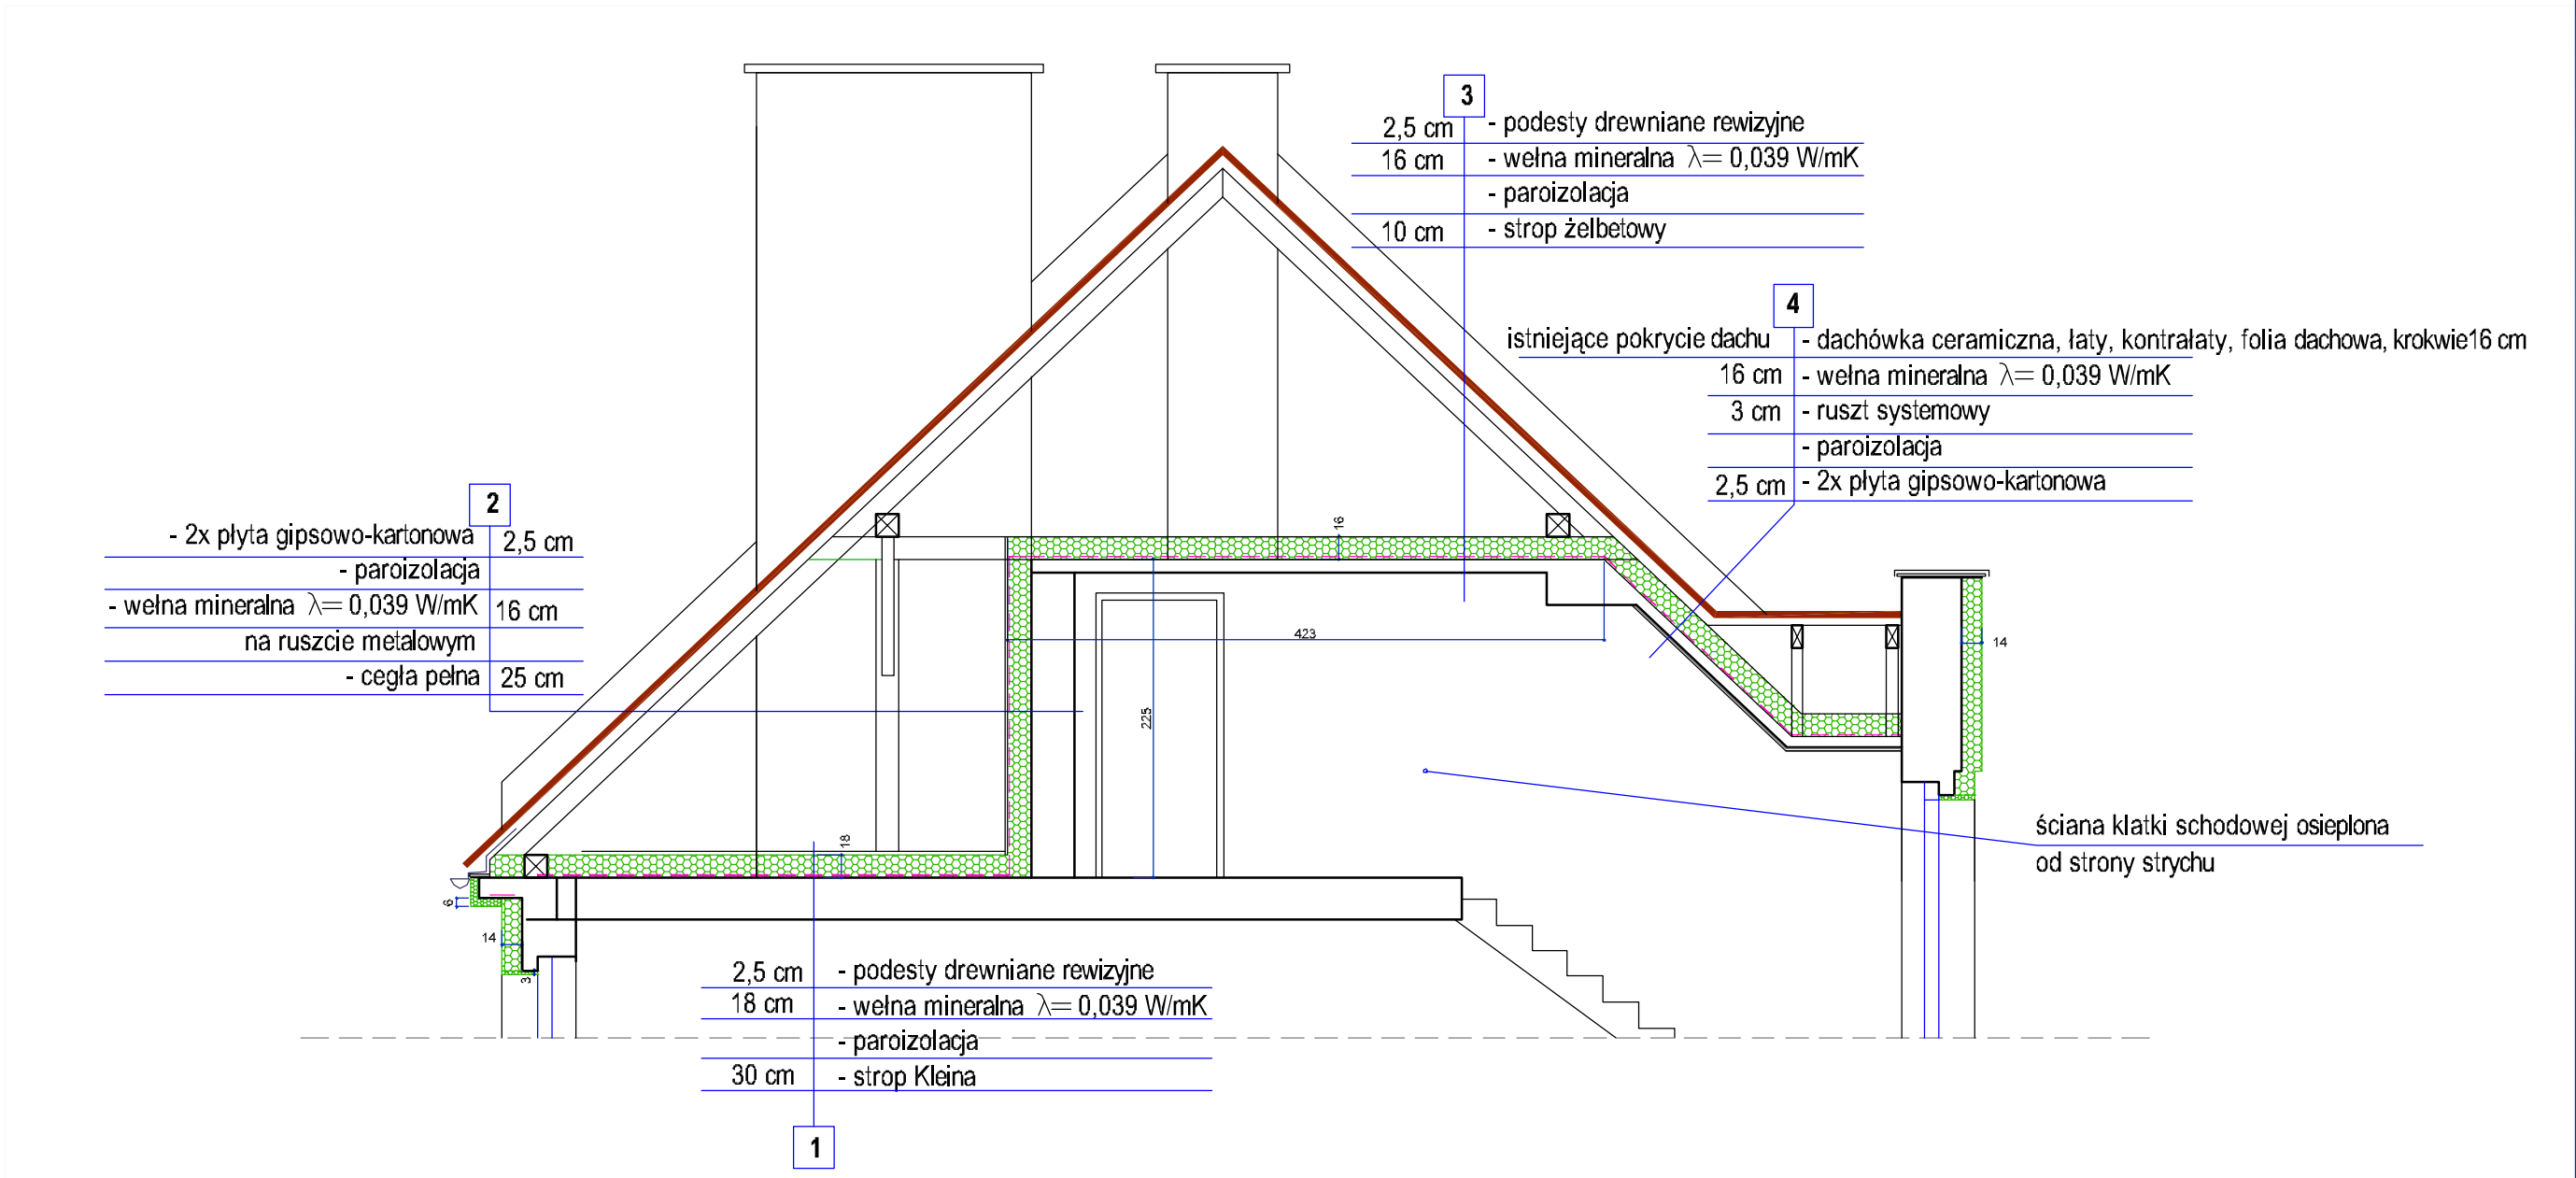 3
2,5 cm - podesty drewniane rewizyjne
16 cm - wełna mineralna λ= 0,039 W/mK
- paroizolacja
10 cm - strop żelbetowy
4
istniejące pokrycie dachu - dachówka ceramiczna, łaty, kontrałaty, folia dachowa, krokwie16 cm
16 cm - wełna mineralna λ= 0,039 W/mK
3 cm - ruszt systemowy
- paroizolacja
2,5 cm - 2x płyta gipsowo-kartonowa
2
- 2x płyta gipsowo-kartonowa 2,5 cm
- paroizolacja
- wełna mineralna λ= 0,039 W/mK 16 cm
na ruszcie metalowym
- cegła pełna 25 cm
16
423
14
225
18
6
14
3
ściana klatki schodowej osieplona
od strony strychu
2,5 cm - podesty drewniane rewizyjne
18 cm - wełna mineralna λ= 0,039 W/mK
- paroizolacja
30 cm - strop Kleina
1